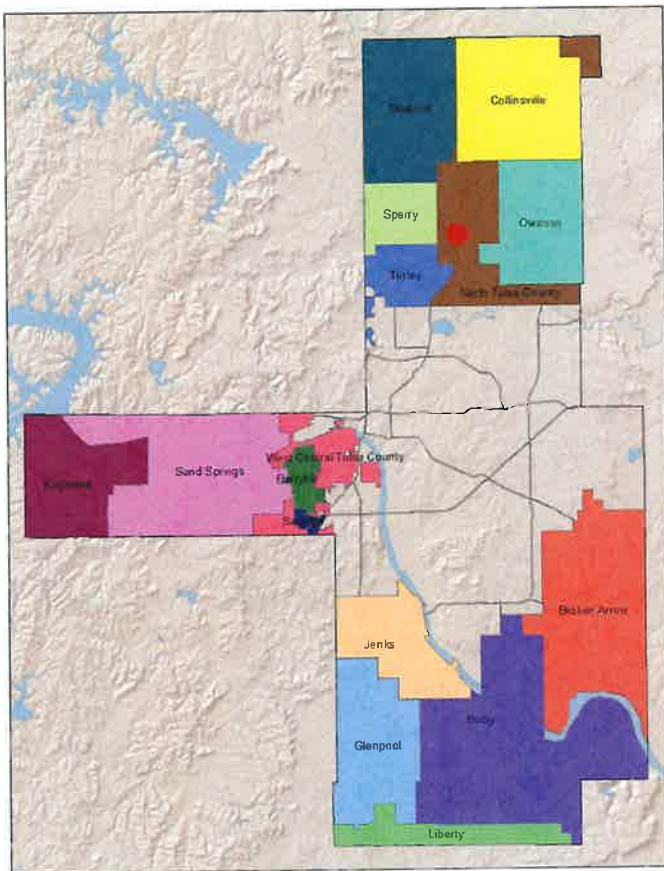 Skiatook
Collinsville
Sperry
Owasso
Turley
North Tulsa County
West Central Tulsa County
Sand Springs
Keystone
Berryhill
Broken Arrow
Jenks
Bixby
Glenpool
Liberty